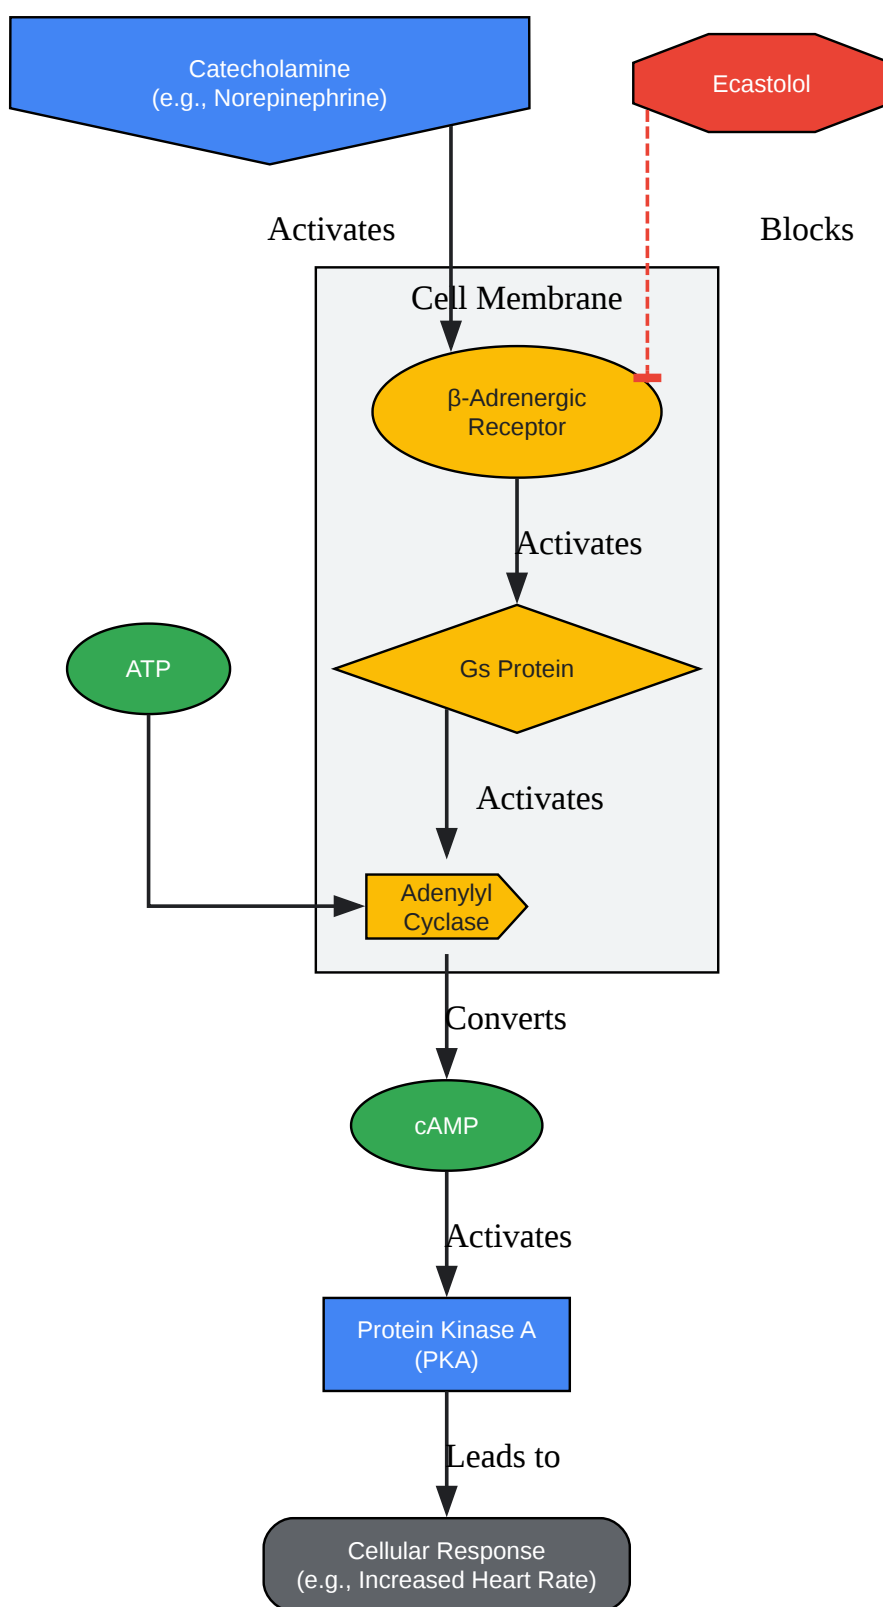 Catecholamine
(e.g., Norepinephrine)
Ecastolol
Activates
Blocks
Cell Membrane
β-Adrenergic
Receptor
Activates
ATP
Gs Protein
Activates
Adenylyl
Cyclase
Converts
cAMP
Activates
Protein Kinase A
(PKA)
Leads to
Cellular Response
(e.g., Increased Heart Rate)